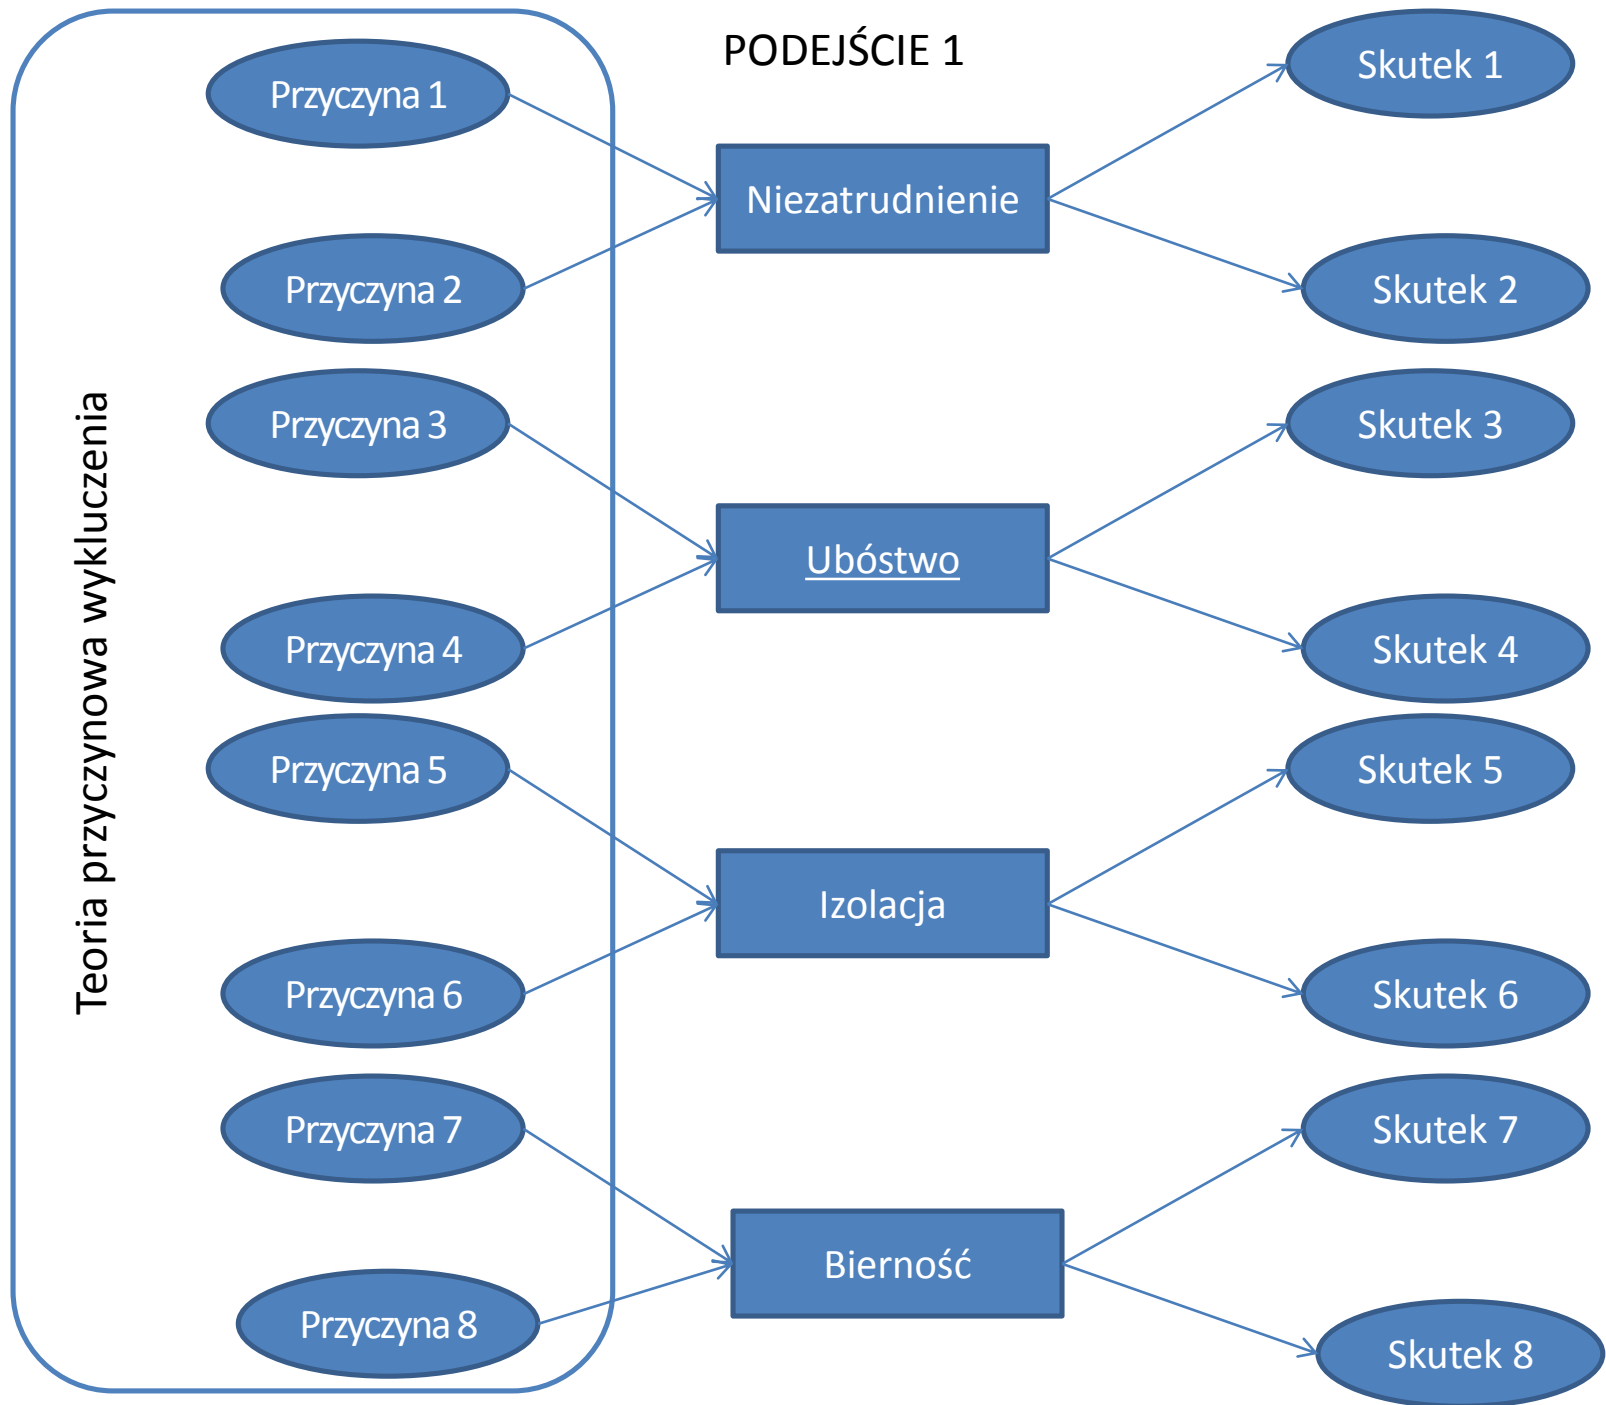 PODEJŚCIE 1
Teoria przyczynowa wykluczenia
Przyczyna 1
Przyczyna 2
Przyczyna 3
Przyczyna 4
Przyczyna 5
Przyczyna 6
Przyczyna 7
Przyczyna 8
Niezatrudnienie
Ubóstwo
Izolacja
Bierność
Skutek 1
Skutek 2
Skutek 3
Skutek 4
Skutek 5
Skutek 6
Skutek 7
Skutek 8